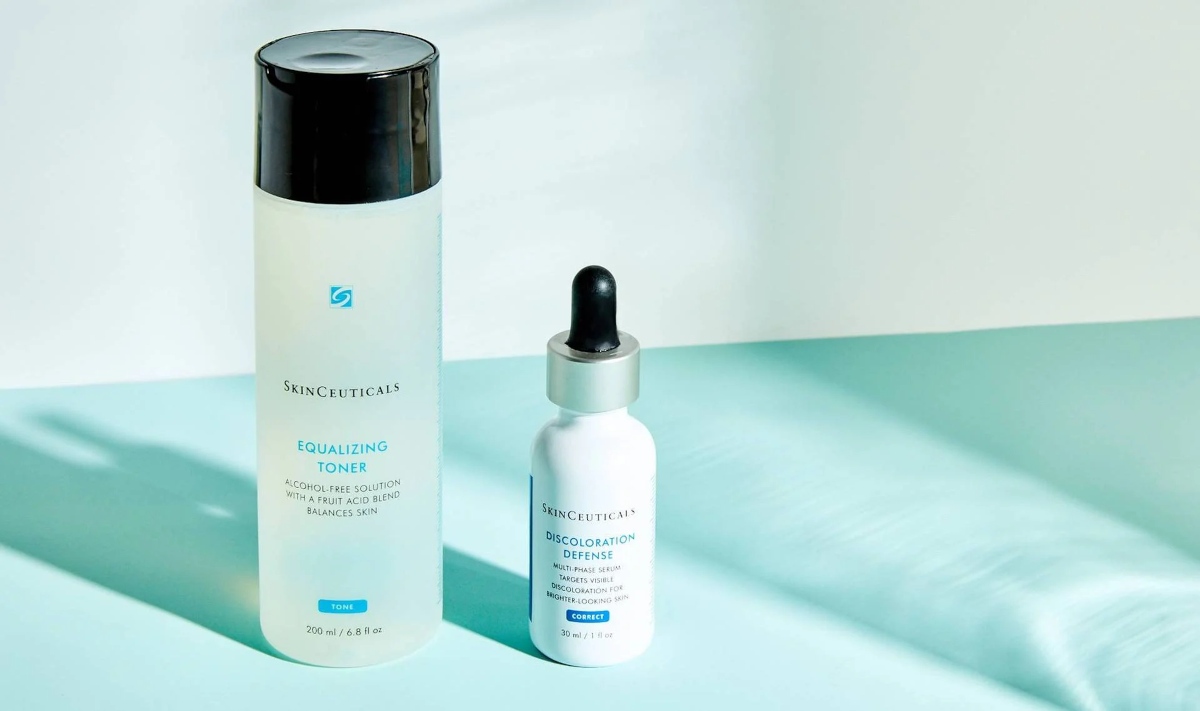 SKINCEUTICALS
EQUALIZING
TONER
ALCOHOL-FREE SOLUTION
WITH A FRUIT ACID BLEND
BALANCES SKIN
TONE
200 ml / 6.8 fl oz
SKINCEUTICALS
DISCOLORATION
DEFENSE
MULTI-PHASE SERUM
TARGETS VISIBLE
DISCOLORATION FOR
BRIGHTER-LOOKING SKIN
CORRECT
30 ml / 1 fl oz